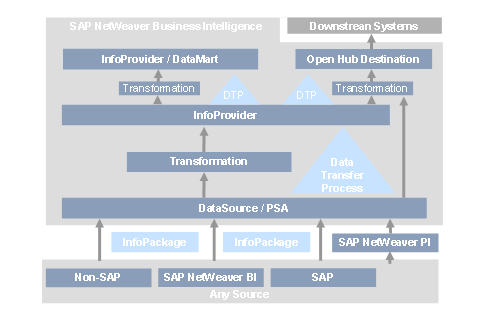 SAP NetWeaver Business Intelligence
Downstrean Systems
InfoProvider / DataMart
Open Hub Destination
Transformation
Transformation
DTP
DTP
InfoProvider
Transformation
Data
Transfer
Process
DataSource / PSA
InfoPackage
InfoPackage
SAP NetWeaver PI
Non-SAP
SAP NetWeaver BI
SAP
Any Source